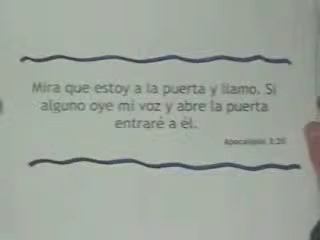 Mira que estoy a la puerta y llamo. Si
alguno oye mi voz y abre la puerta
entraré a él.
Apocalipsis 3:20